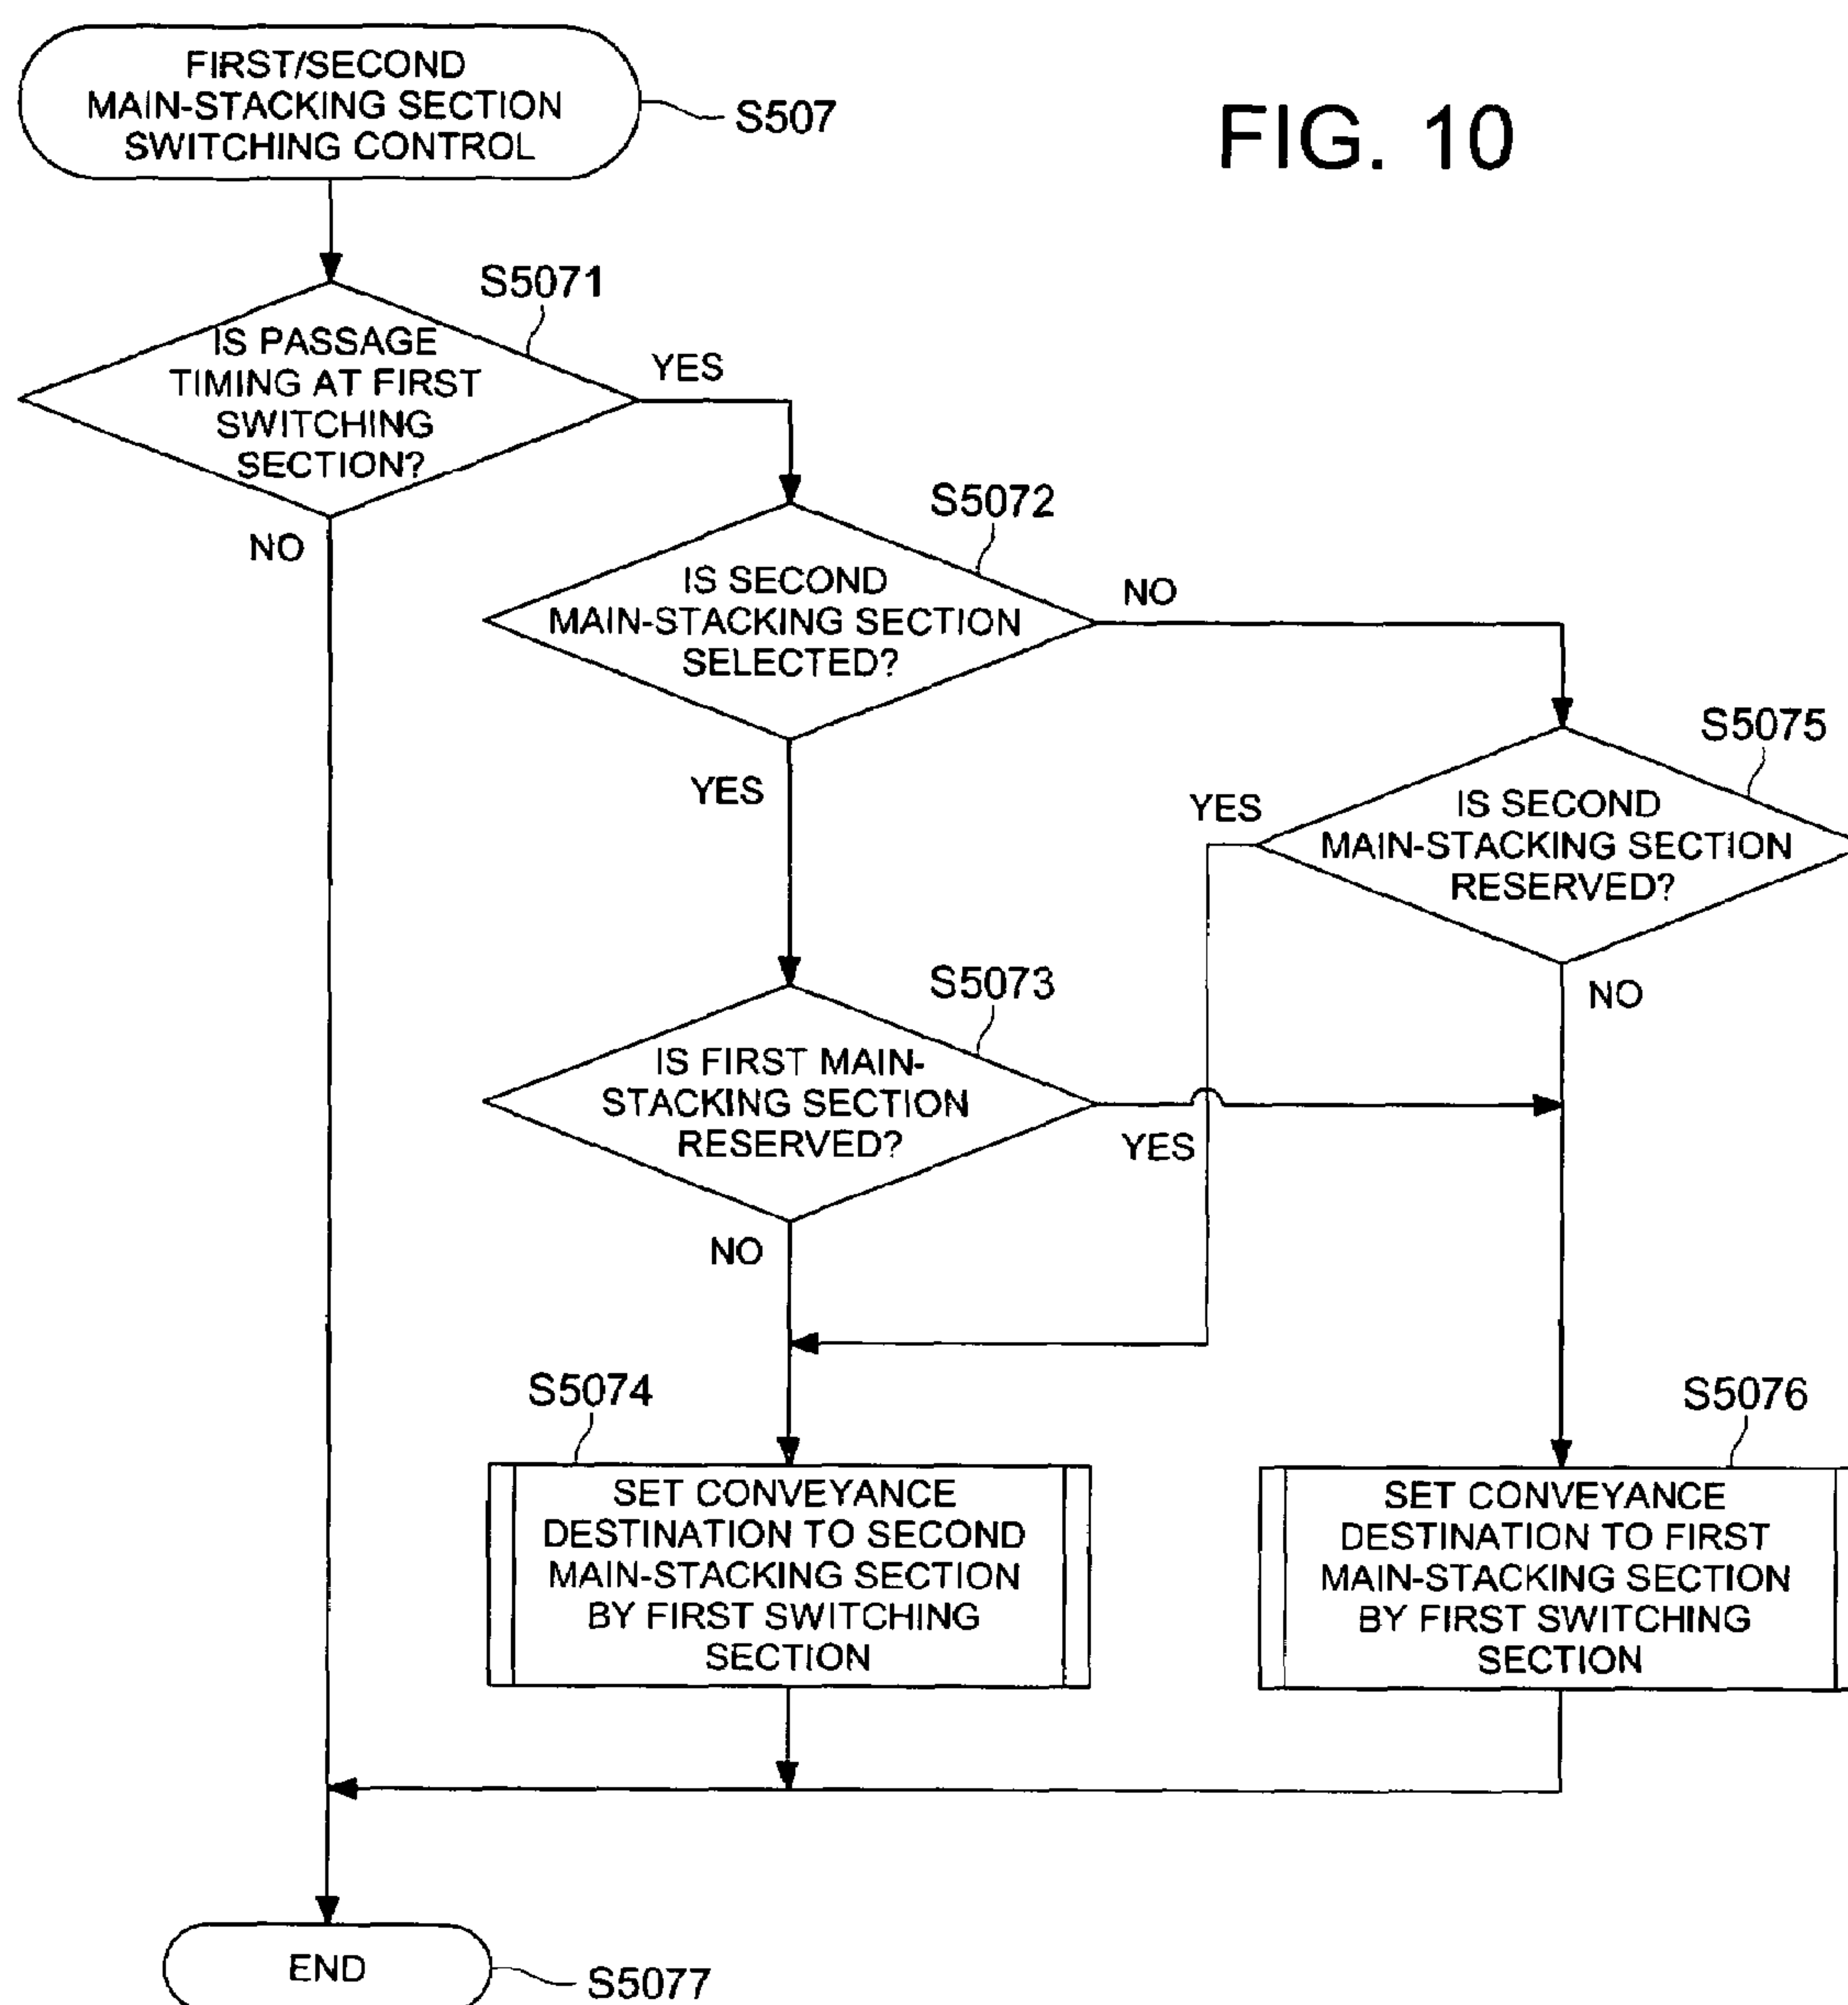 FIRST/SECOND
MAIN-STACKING SECTION
SWITCHING CONTROL
S507
FIG. 10
S5071
IS PASSAGE
TIMING AT FIRST
SWITCHING
SECTION?
YES
NO
S5072
IS SECOND
MAIN-STACKING SECTION
SELECTED?
NO
YES
S5075
IS SECOND
MAIN-STACKING SECTION
RESERVED?
YES
NO
S5073
IS FIRST MAIN-
STACKING SECTION
RESERVED?
YES
NO
S5074
SET CONVEYANCE
DESTINATION TO SECOND
MAIN-STACKING SECTION
BY FIRST SWITCHING
SECTION
S5076
SET CONVEYANCE
DESTINATION TO FIRST
MAIN-STACKING SECTION
BY FIRST SWITCHING
SECTION
END
S5077